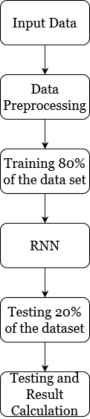 Input Data
Data
Preprocessing
Training 80%
of the data set
RNN
Testing 20%
of the dataset
Testing and
Result
Calculation